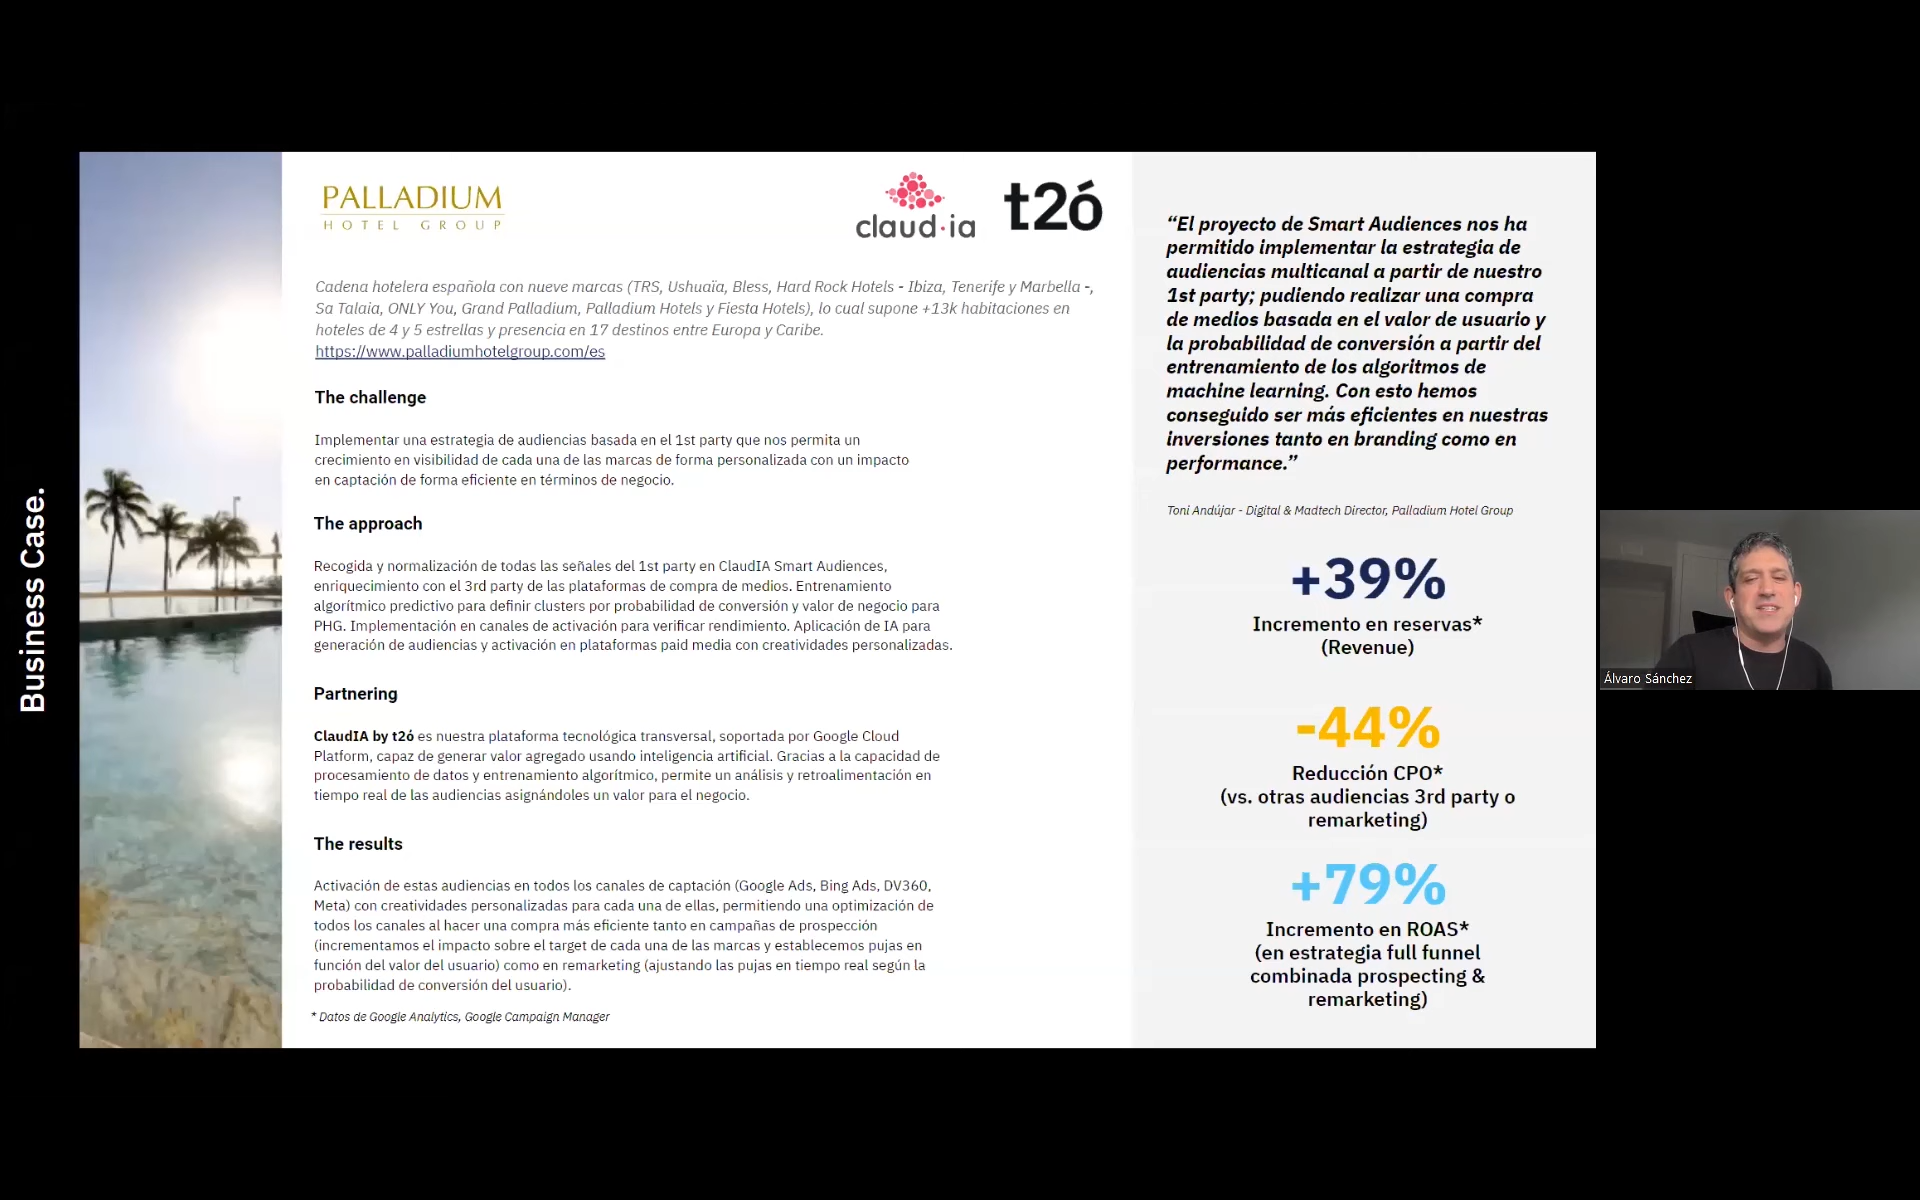 Business Case.
PALLADIUM
HOTEL GROUP
claud·ia
t2ó
Cadena hotelera española con nueve marcas (TRS, Ushuaïa, Bless, Hard Rock Hotels - Ibiza, Tenerife y Marbella -,
Sa Talaia, ONLY You, Grand Palladium, Palladium Hotels y Fiesta Hotels), lo cual supone +13k habitaciones en
hoteles de 4 y 5 estrellas y presencia en 17 destinos entre Europa y Caribe.
https://www.palladiumhotelgroup.com/es
The challenge
Implementar una estrategia de audiencias basada en el 1st party que nos permita un
crecimiento en visibilidad de cada una de las marcas de forma personalizada con un impacto
en captación de forma eficiente en términos de negocio.
The approach
Recogida y normalización de todas las señales del 1st party en ClaudIA Smart Audiences,
enriquecimiento con el 3rd party de las plataformas de compra de medios. Entrenamiento
algorítmico predictivo para definir clusters por probabilidad de conversión y valor de negocio para
PHG. Implementación en canales de activación para verificar rendimiento. Aplicación de IA para
generación de audiencias y activación en plataformas paid media con creatividades personalizadas.
Partnering
ClaudIA by t2ó es nuestra plataforma tecnológica transversal, soportada por Google Cloud
Platform, capaz de generar valor agregado usando inteligencia artificial. Gracias a la capacidad de
procesamiento de datos y entrenamiento algorítmico, permite un análisis y retroalimentación en
tiempo real de las audiencias asignándoles un valor para el negocio.
The results
Activación de estas audiencias en todos los canales de captación (Google Ads, Bing Ads, DV360,
Meta) con creatividades personalizadas para cada una de ellas, permitiendo una optimización de
todos los canales al hacer una compra más eficiente tanto en campañas de prospección
(incrementamos el impacto sobre el target de cada una de las marcas y establecemos pujas en
función del valor del usuario) como en remarketing (ajustando las pujas en tiempo real según la
probabilidad de conversión del usuario).
* Datos de Google Analytics, Google Campaign Manager
“El proyecto de Smart Audiences nos ha
permitido implementar la estrategia de
audiencias multicanal a partir de nuestro
1st party; pudiendo realizar una compra
de medios basada en el valor de usuario y
la probabilidad de conversión a partir del
entrenamiento de los algoritmos de
machine learning. Con esto hemos
conseguido ser más eficientes en nuestras
inversiones tanto en branding como en
performance.”
Toni Andújar - Digital & Madtech Director, Palladium Hotel Group
+39%
Incremento en reservas*
(Revenue)
-44%
Reducción CPO*
(vs. otras audiencias 3rd party o
remarketing)
+79%
Incremento en ROAS*
(en estrategia full funnel
combinada prospecting &
remarketing)
Álvaro Sánchez